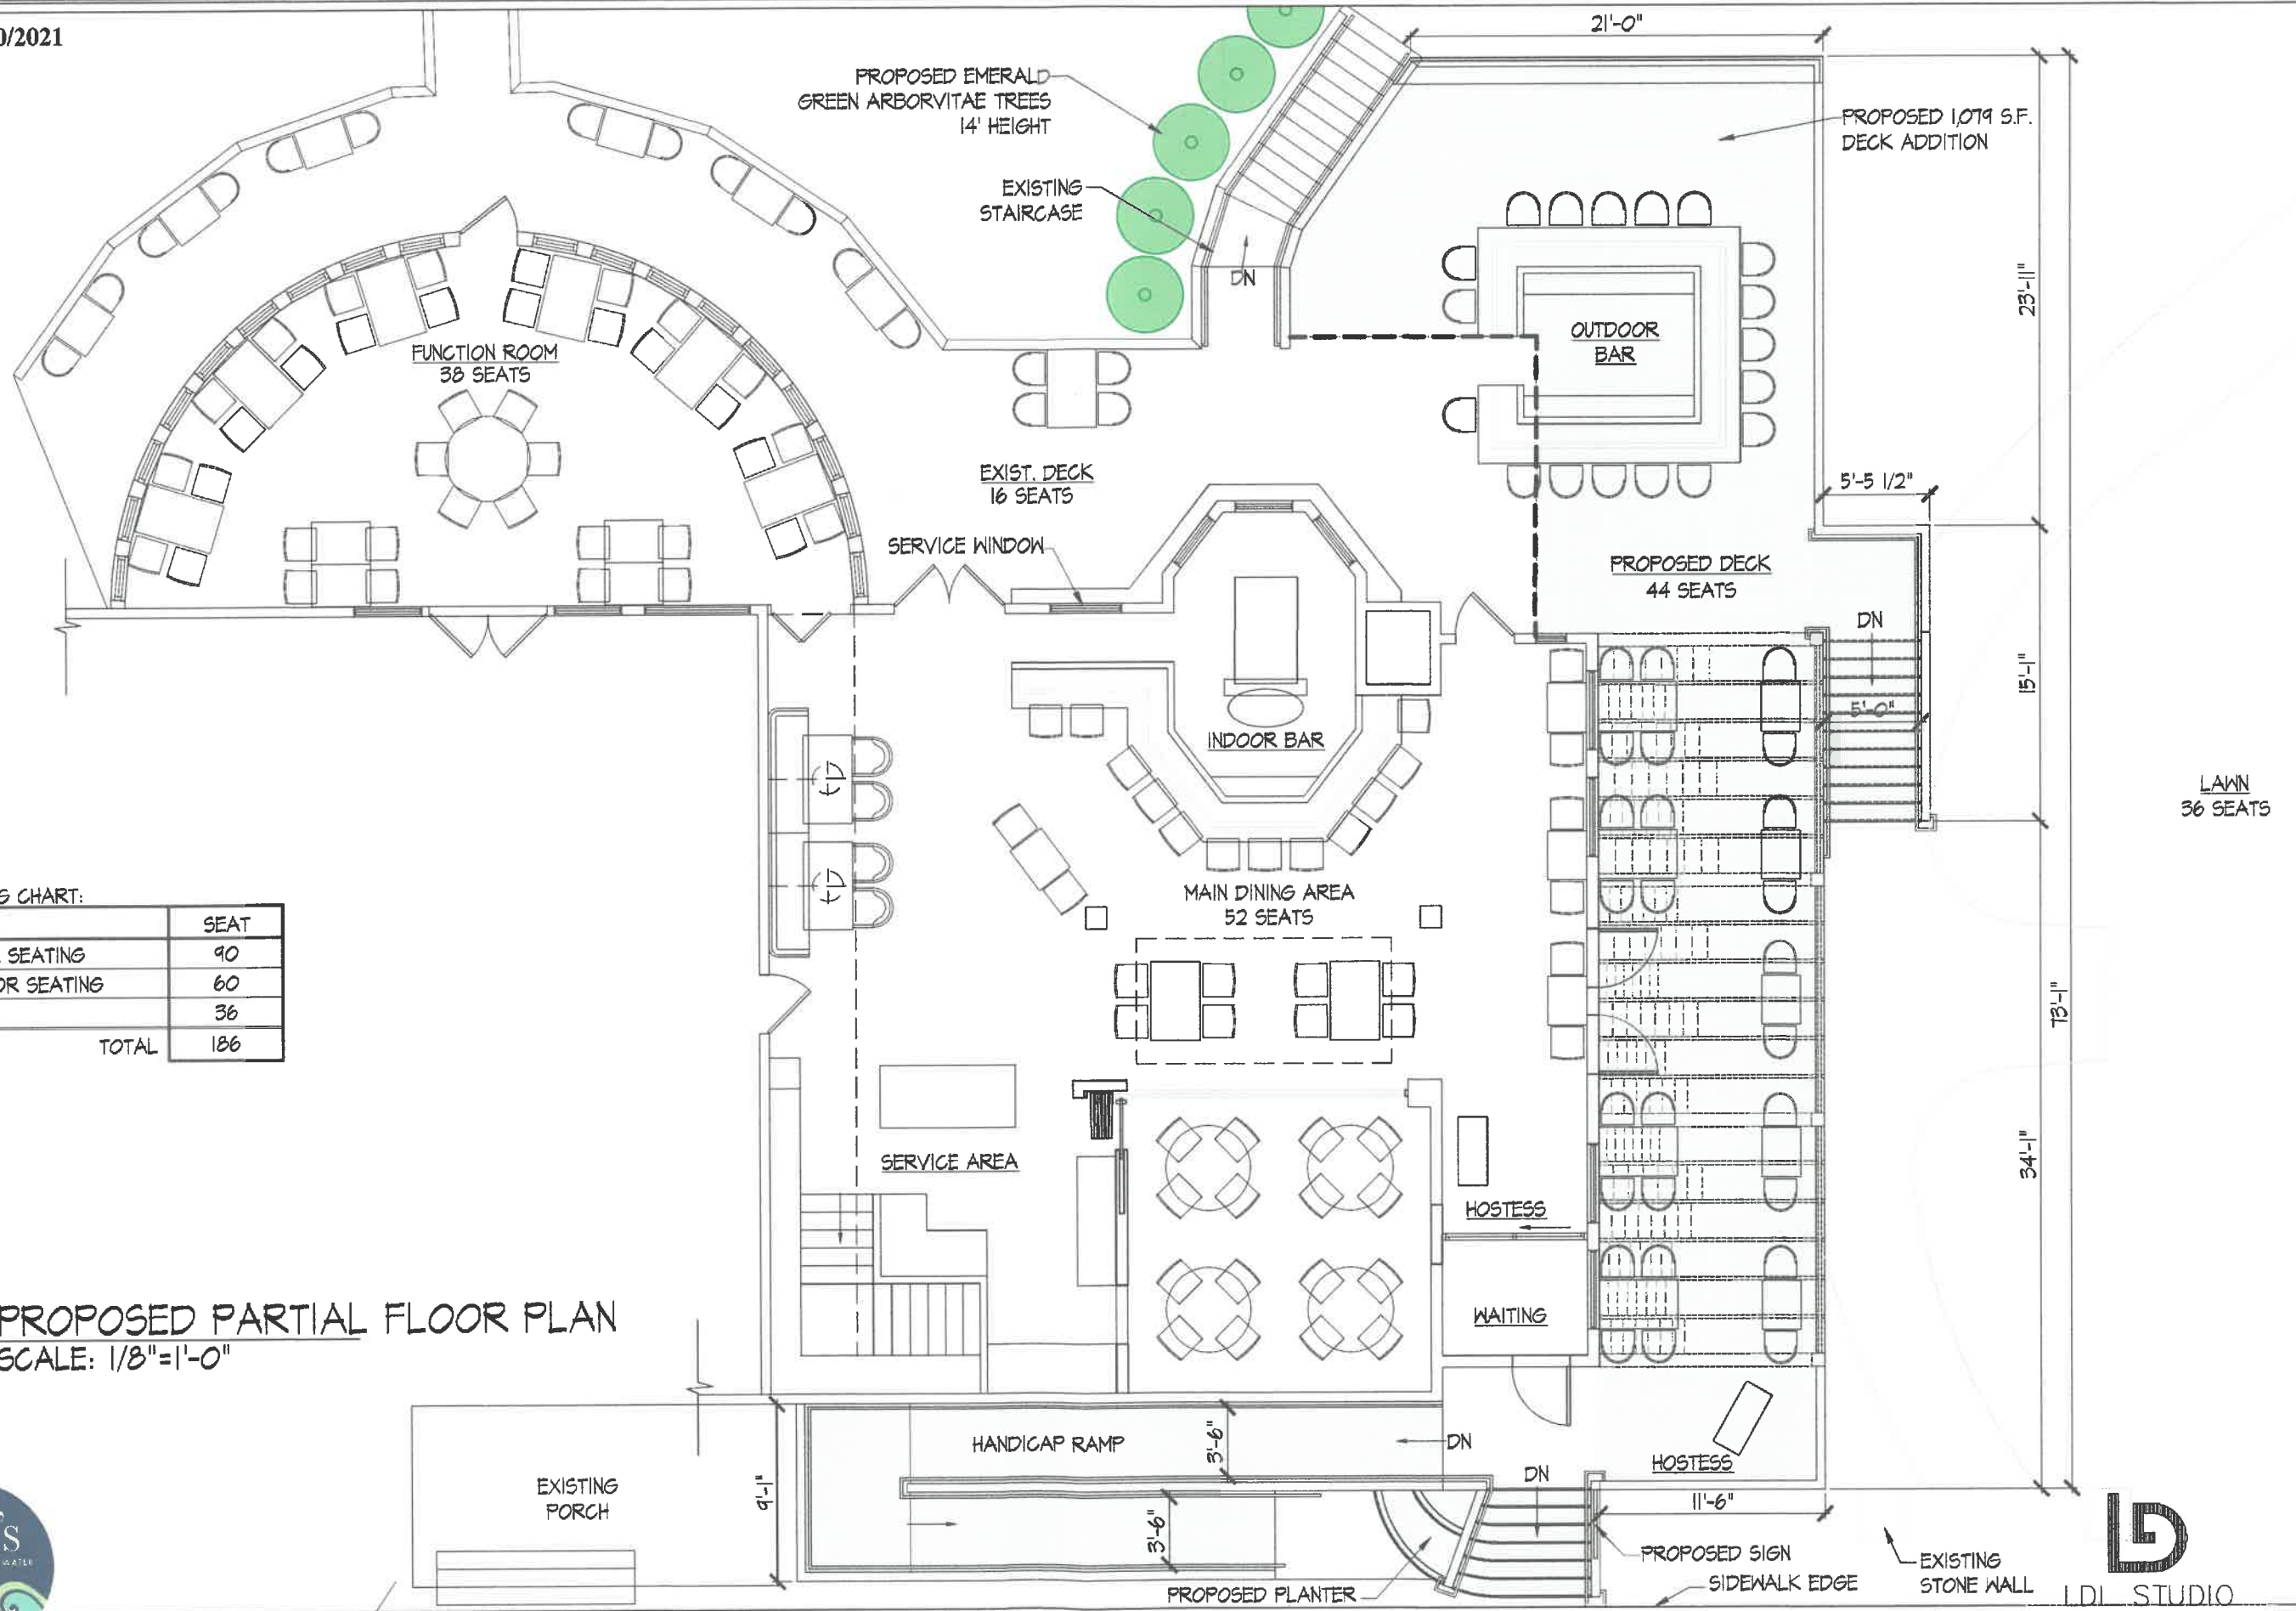 0/2021
21'-0"
PROPOSED EMERALD
GREEN ARBORVITAE TREES
14' HEIGHT
PROPOSED 1,079 S.F.
DECK ADDITION
EXISTING
STAIRCASE
DN
23'-11"
OUTDOOR
BAR
FUNCTION ROOM
38 SEATS
EXIST. DECK
16 SEATS
5'-5 1/2"
SERVICE WINDOW
PROPOSED DECK
44 SEATS
DN
15'-1"
5'-0"
INDOOR BAR
LAWN
36 SEATS
MAIN DINING AREA
52 SEATS
G CHART:
SEAT
SEATING 90
OR SEATING 60
36
TOTAL 186
73'-1"
34'-1"
SERVICE AREA
HOSTESS
WAITING
PROPOSED PARTIAL FLOOR PLAN
SCALE: 1/8"=1'-0"
HANDICAP RAMP
3'-6"
DN
HOSTESS
DN
9'-1"
EXISTING
PORCH
11'-6"
3'-6"
S
WATER
PROPOSED SIGN
SIDEWALK EDGE
PROPOSED PLANTER
EXISTING
STONE WALL
LDL STUDIO